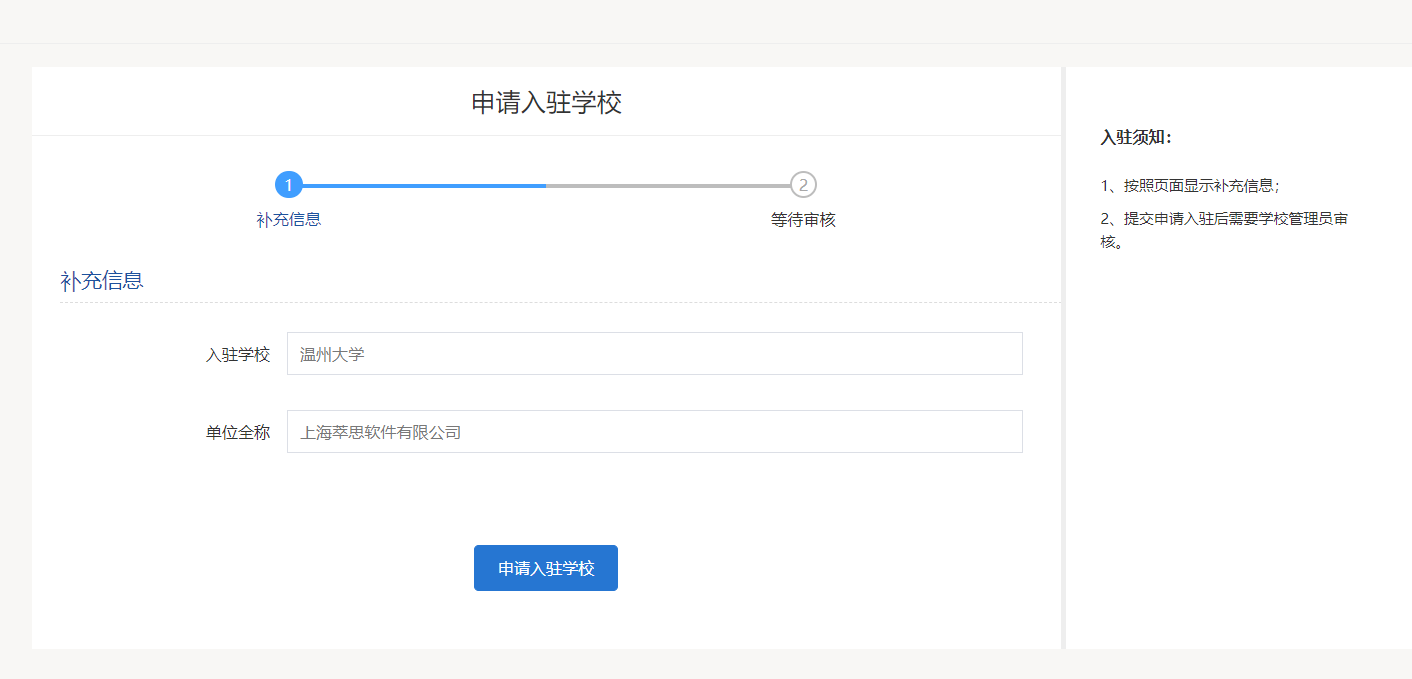 申请入驻学校
1
2
补充信息
等待审核
补充信息
入驻学校
温州大学
单位全称
上海萃思软件有限公司
申请入驻学校
入驻须知：
1、按照页面显示补充信息；
2、提交申请入驻后需要学校管理员审
核。